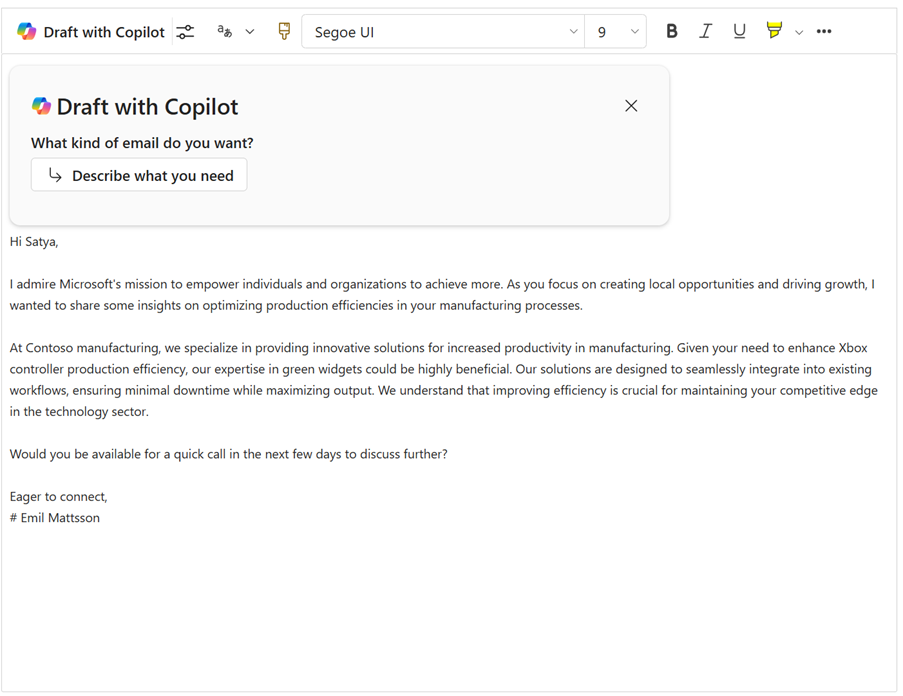 Draft with Copilot
Segoe UI
9
B
I
U
Draft with Copilot
What kind of email do you want?
Describe what you need
Hi Satya,
I admire Microsoft's mission to empower individuals and organizations to achieve more. As you focus on creating local opportunities and driving growth, I
wanted to share some insights on optimizing production efficiencies in your manufacturing processes.
At Contoso manufacturing, we specialize in providing innovative solutions for increased productivity in manufacturing. Given your need to enhance Xbox
controller production efficiency, our expertise in green widgets could be highly beneficial. Our solutions are designed to seamlessly integrate into existing
workflows, ensuring minimal downtime while maximizing output. We understand that improving efficiency is crucial for maintaining your competitive edge
in the technology sector.
Would you be available for a quick call in the next few days to discuss further?
Eager to connect,
# Emil Mattsson